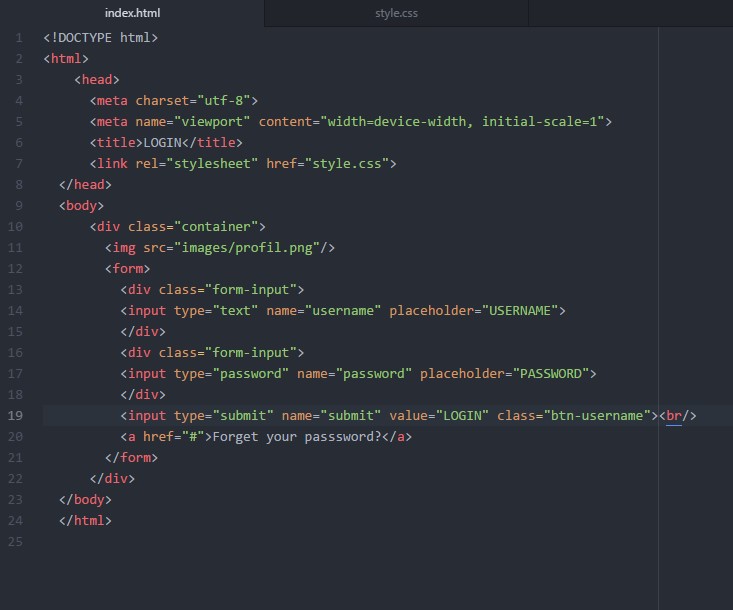 index.html
style.css
1 <!DOCTYPE html>
2 <html>
3 <head>
4 <meta charset="utf-8">
5 <meta name="viewport" content="width=device-width, initial-scale=1">
6 <title>LOGIN</title>
7 <link rel="stylesheet" href="style.css">
8 </head>
9 <body>
10 <div class="container">
11 <img src="images/profil.png"/>
12 <form>
13 <div class="form-input">
14 <input type="text" name="username" placeholder="USERNAME">
15 </div>
16 <div class="form-input">
17 <input type="password" name="password" placeholder="PASSWORD">
18 </div>
19 <input type="submit" name="submit" value="LOGIN" class="btn-username"><br/>
20 <a href="#">Forget your passsword?</a>
21 </form>
22 </div>
23 </body>
24 </html>
25